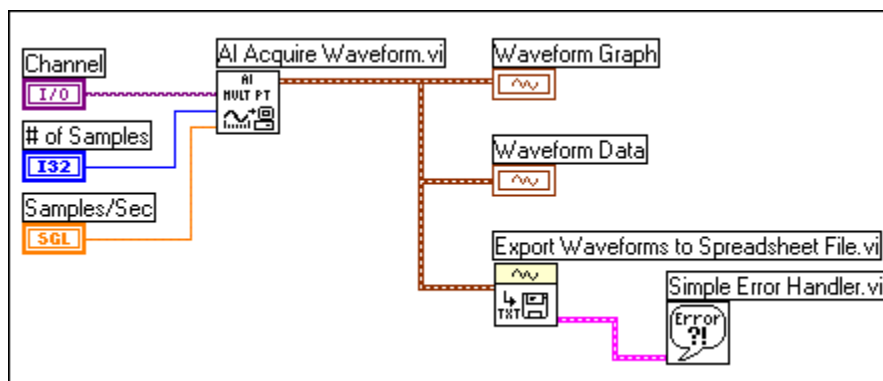 AI Acquire Waveform.vi
Waveform Graph
Channel
I/O
AI
MULT PT
# of Samples
I32
Waveform Data
Samples/Sec
SGL
Export Waveforms to Spreadsheet File.vi
TXT
Simple Error Handler.vi
Error
?!